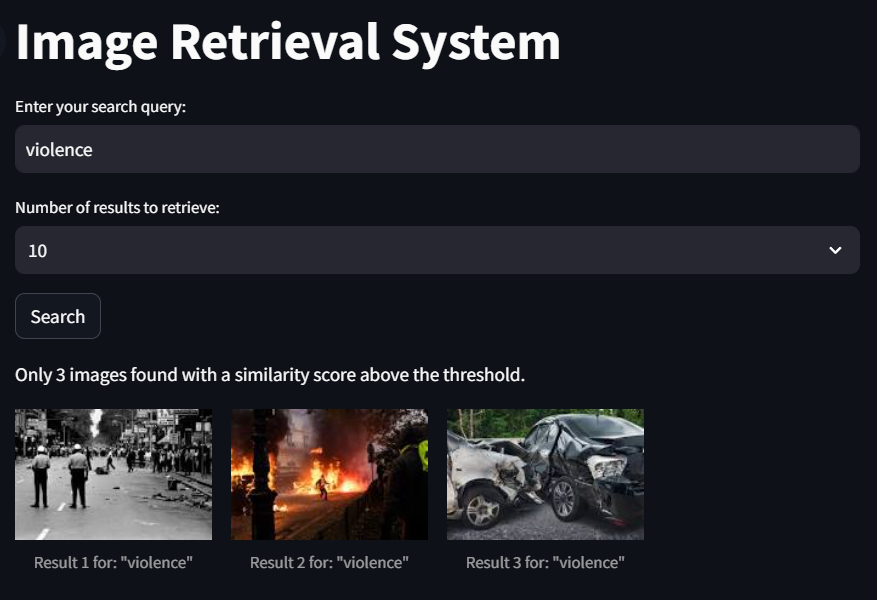 Image Retrieval System
Enter your search query:
violence
Number of results to retrieve:
10
Search
Only 3 images found with a similarity score above the threshold.
Result 1 for: "violence"
Result 2 for: "violence"
Result 3 for: "violence"